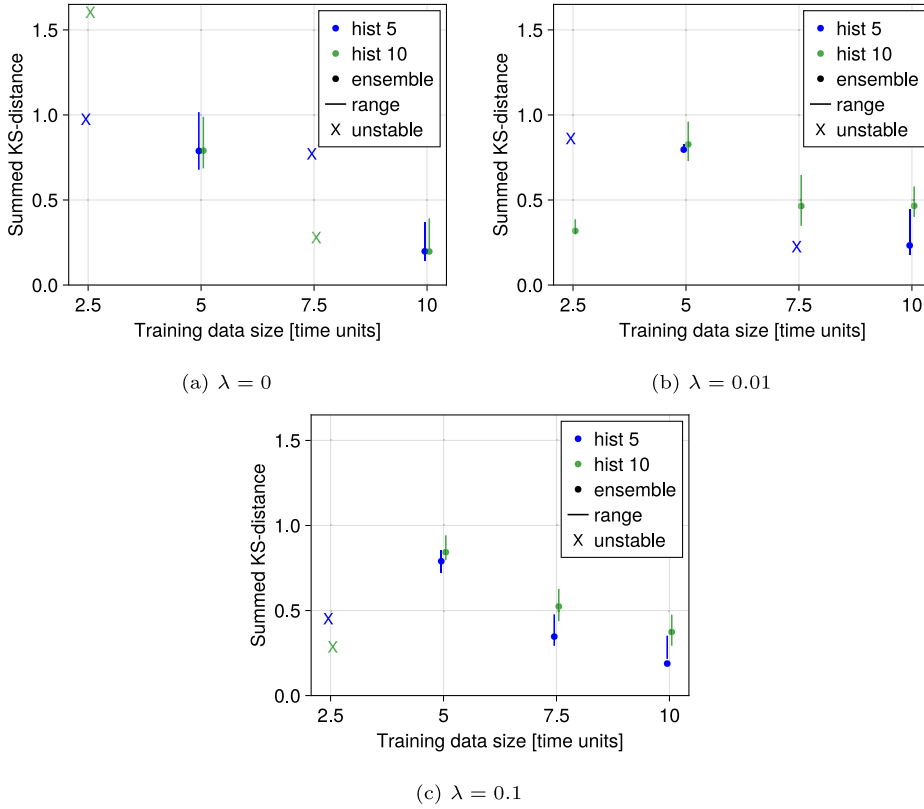 Summed KS-distance
1.5
1.0
0.5
0.0
2.5 5 7.5 10
Training data size [time units]
hist 5
hist 10
ensemble
range
X unstable
X
X
X
X
(a) λ = 0
Summed KS-distance
1.5
1.0
0.5
0.0
2.5 5 7.5 10
Training data size [time units]
hist 5
hist 10
ensemble
range
X unstable
X
X
(b) λ = 0.01
Summed KS-distance
1.5
1.0
0.5
0.0
2.5 5 7.5 10
Training data size [time units]
hist 5
hist 10
ensemble
range
X unstable
X
X
(c) λ = 0.1